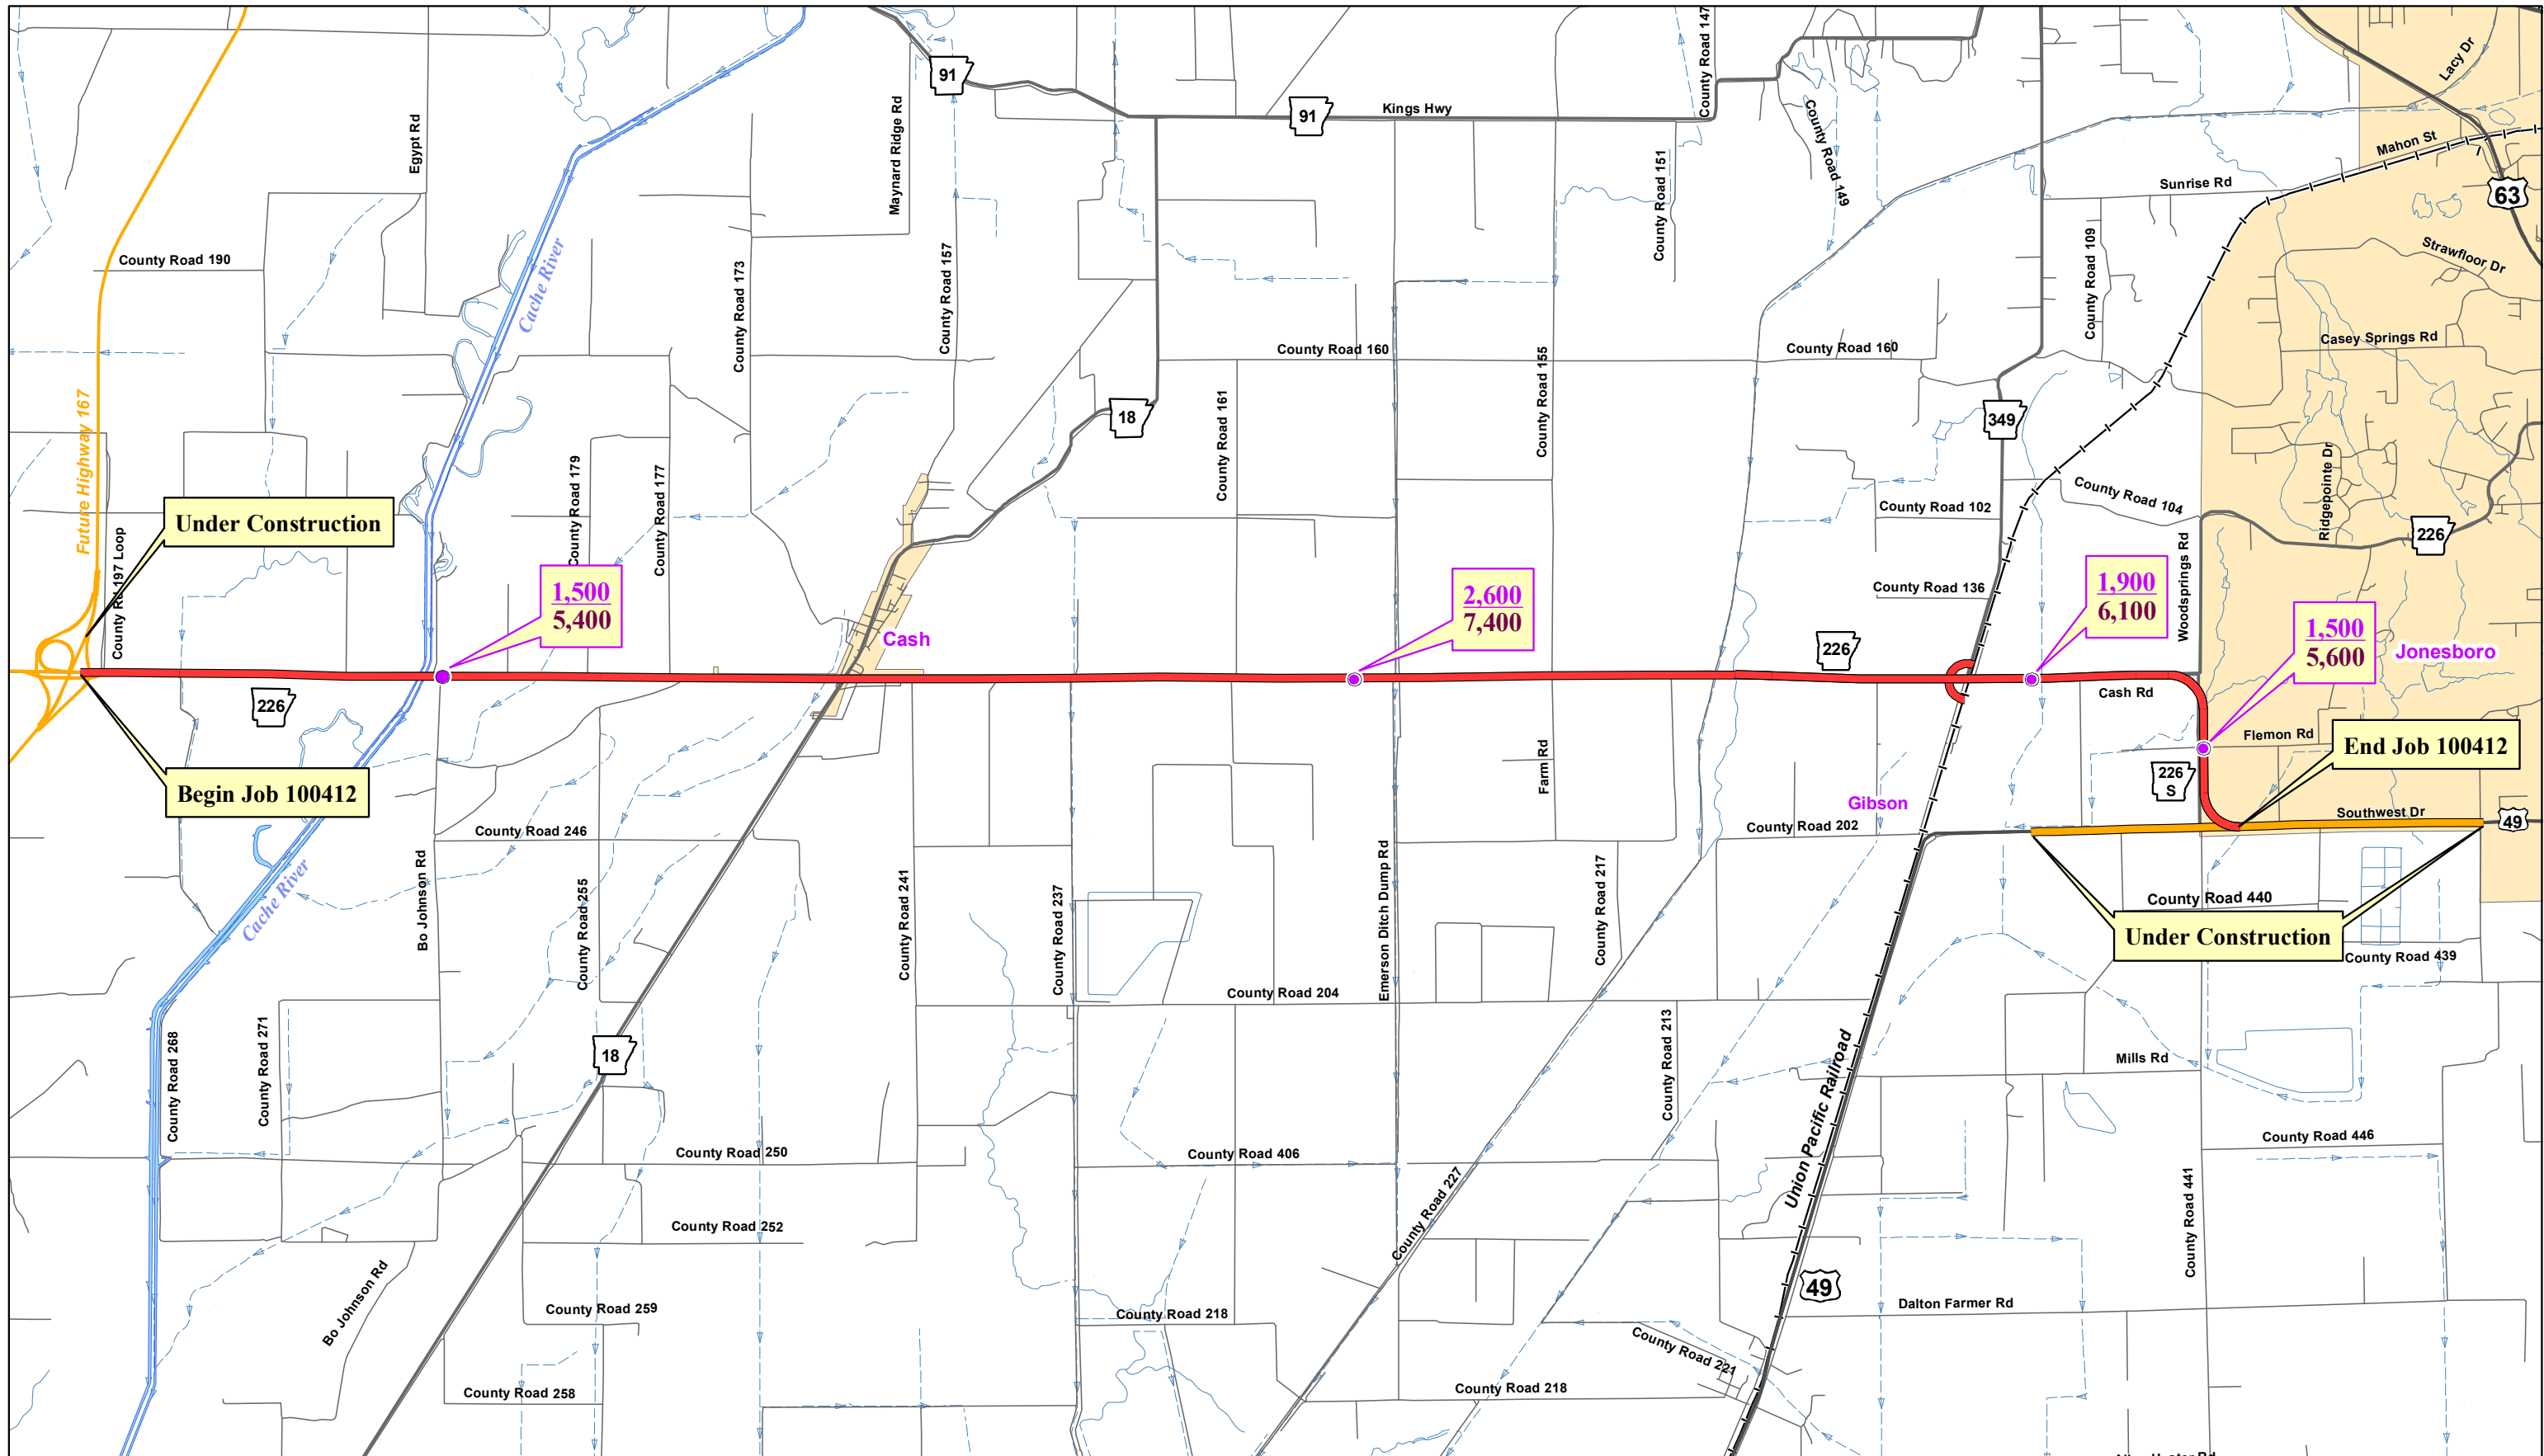 91
County Road 147
Lacy Dr
Egypt Rd
Maynard Ridge Rd
91
Kings Hwy
County Road 149
Mahon St
County Road 151
Sunrise Rd
63
County Road 190
Cache River
County Road 173
County Road 157
County Road 109
Strawfloor Dr
County Road 160
County Road 155
County Road 160
Casey Springs Rd
Future Highway 167
18
County Road 161
349
County Road 179
County Road 177
County Road 102
County Road 104
Ridgepointe Dr
226
Under Construction
County Rd 197 Loop
Woodsprings Rd
County Road 136
1,500
5,400
2,600
7,400
1,900
6,100
1,500
5,600
Cash
226
Jonesboro
226
Cash Rd
Flemon Rd
End Job 100412
Begin Job 100412
Farm Rd
226
S
Gibson
Southwest Dr
49
County Road 246
County Road 202
Bo Johnson Rd
County Road 255
Cache River
County Road 241
County Road 237
Emerson Ditch Dump Rd
County Road 217
County Road 440
Under Construction
County Road 439
County Road 204
County Road 268
County Road 271
18
County Road 213
Union Pacific Railroad
Mills Rd
County Road 250
County Road 406
County Road 227
County Road 446
County Road 441
County Road 252
Bo Johnson Rd
County Road 259
County Road 218
49
Dalton Farmer Rd
County Road 221
County Road 258
County Road 218